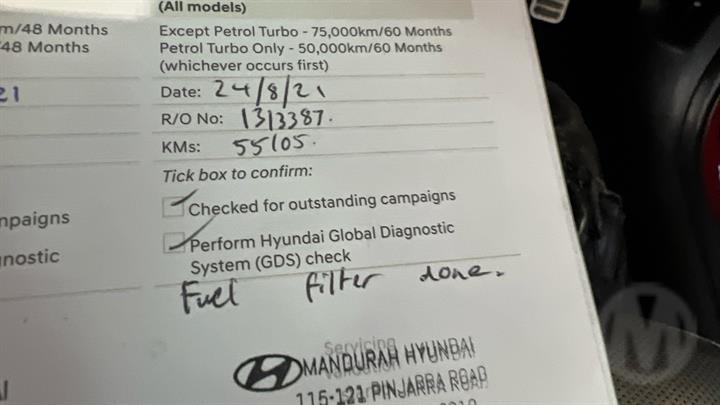 (All models)
m/48 Months
/48 Months
Except Petrol Turbo - 75,000km/60 Months
Petrol Turbo Only - 50,000km/60 Months
(whichever occurs first)
21
Date: 24/8/21
R/O No: 1313387.
KMs: 55105.
Tick box to confirm:
Checked for outstanding campaigns
npaigns
Perform Hyundai Global Diagnostic
System (GDS) check
gnostic
Fuel filter done.
Servicing
MANDURAH HYUNDAI
115-121 PINJARRA ROAD